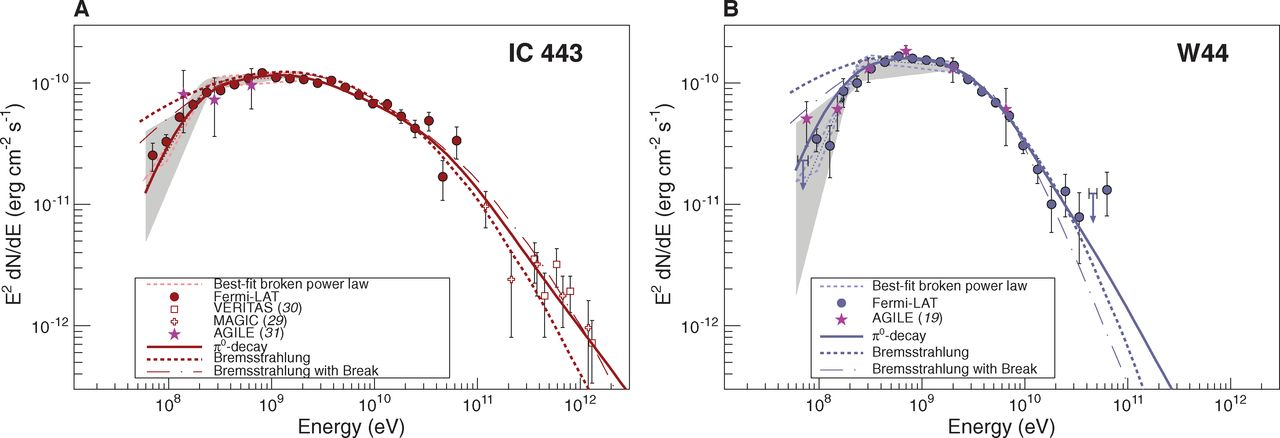 A
IC 443
E² dN/dE (erg cm⁻² s⁻¹)
10⁻¹⁰
10⁻¹¹
10⁻¹²
Best-fit broken power law
Fermi-LAT
VERITAS (30)
MAGIC (29)
AGILE (31)
π⁰-decay
Bremsstrahlung
Bremsstrahlung with Break
10⁸ 10⁹ 10¹⁰ 10¹¹ 10¹²
Energy (eV)
B
W44
E² dN/dE (erg cm⁻² s⁻¹)
10⁻¹⁰
10⁻¹¹
10⁻¹²
Best-fit broken power law
Fermi-LAT
AGILE (19)
π⁰-decay
Bremsstrahlung
Bremsstrahlung with Break
10⁸ 10⁹ 10¹⁰ 10¹¹ 10¹²
Energy (eV)